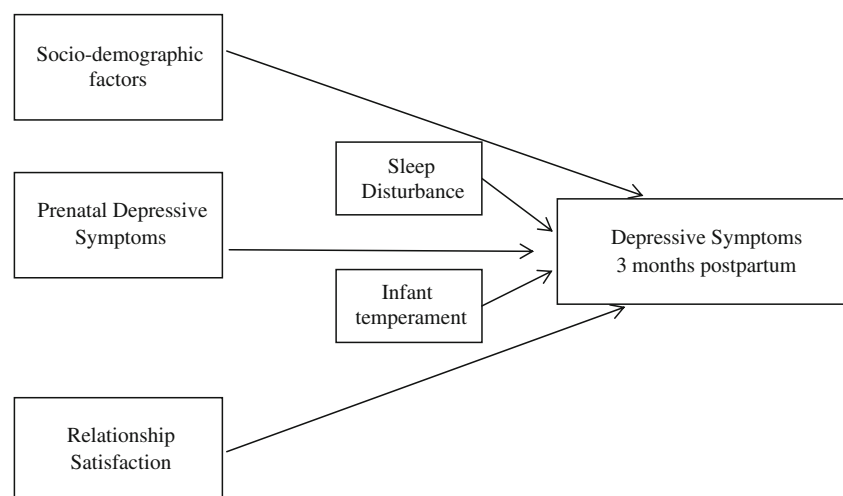 Socio-demographic
factors
Sleep
Disturbance
Prenatal Depressive
Symptoms
Depressive Symptoms
3 months postpartum
Infant
temperament
Relationship
Satisfaction